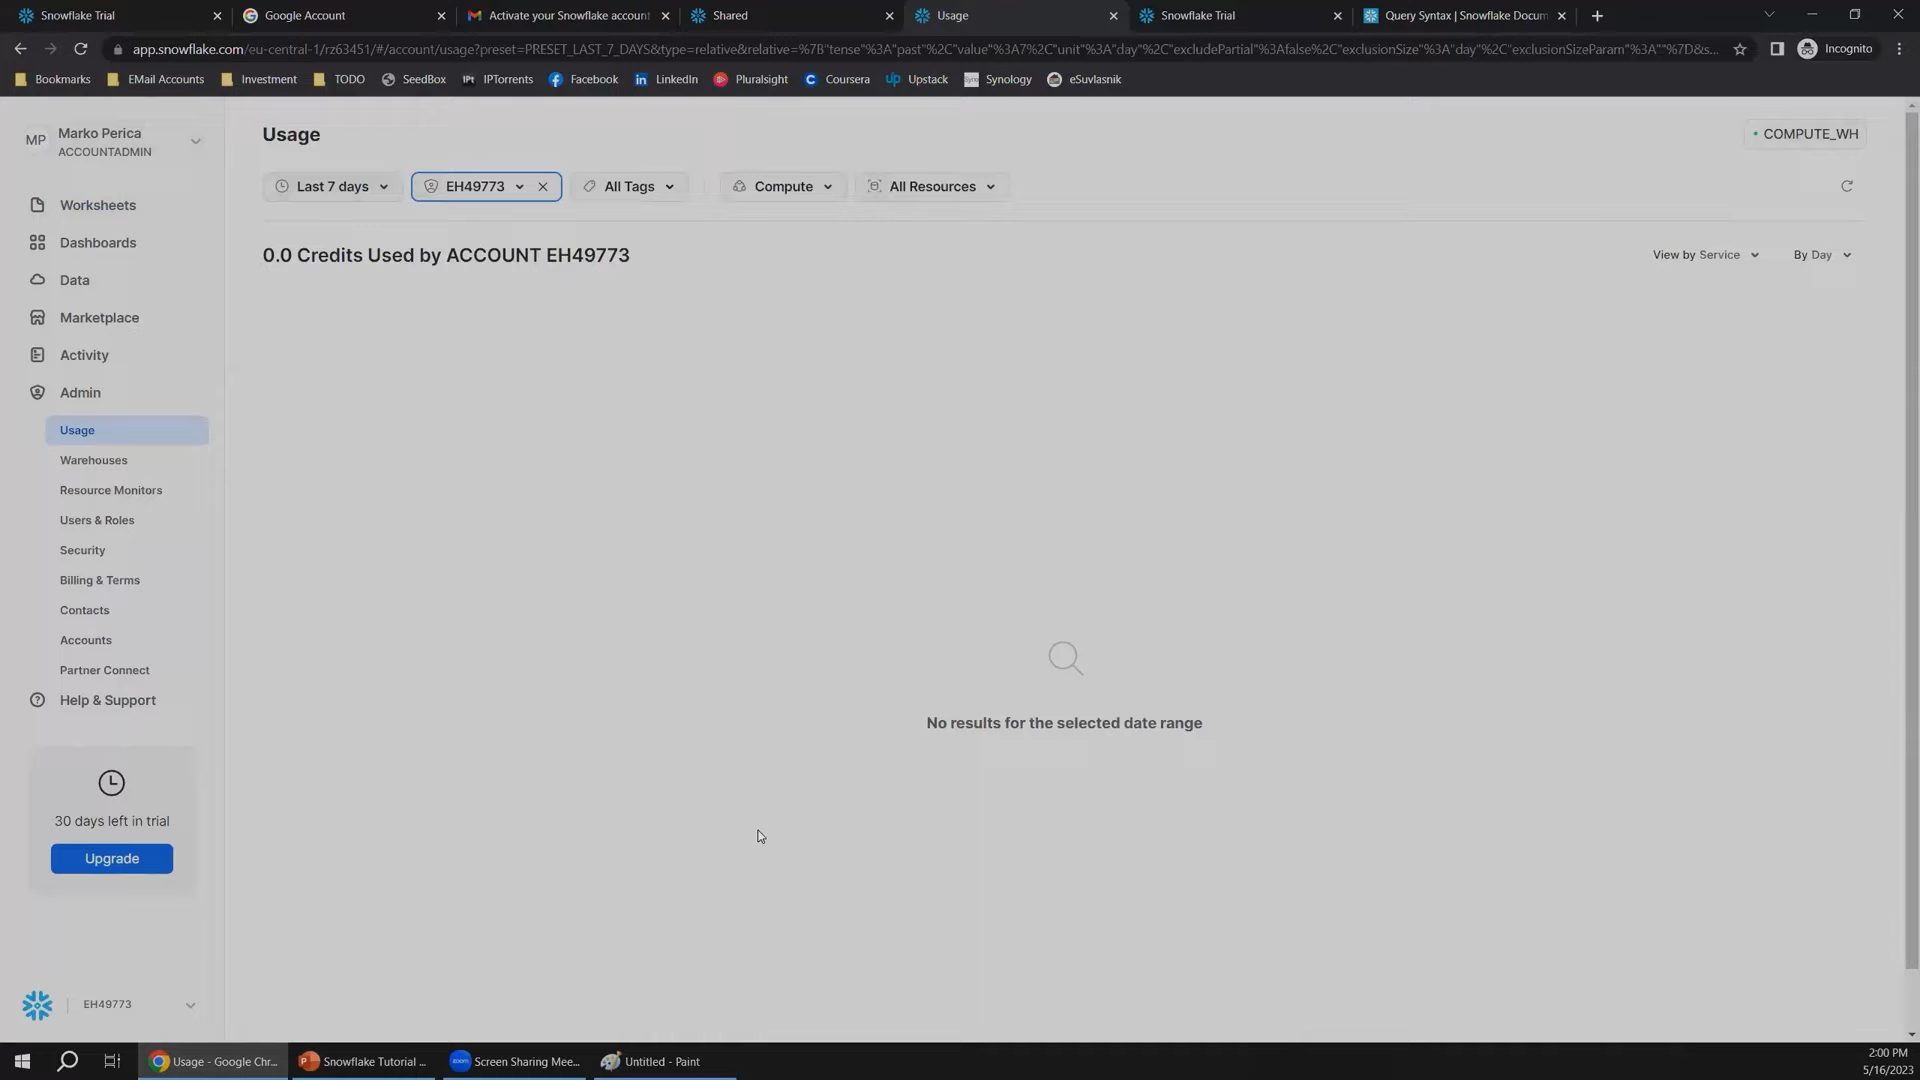 Snowflake Trial
Google Account
Activate your Snowflake account
Shared
Usage
Snowflake Trial
Query Syntax | Snowflake Docum
app.snowflake.com/eu-central-1/rz63451/#/account/usage?preset=PRESET_LAST_7_DAYS&type=relative&relative=%7B"tense"%3A"past"%2C"value"%3A7%2C"unit"%3A"day"%2C"excludePartial"%3Afalse%2C"exclusionSize"%3A"day"%2C"exclusionSizeParam"%3A""%7D&s...
Incognito
Bookmarks
EMail Accounts
Investment
TODO
SeedBox
IPTorrents
Facebook
LinkedIn
Pluralsight
Coursera
Upstack
Synology
eSuvlasnik
MP
Marko Perica
ACCOUNTADMIN
Usage
COMPUTE_WH
Last 7 days
EH49773
All Tags
Compute
All Resources
0.0 Credits Used by ACCOUNT EH49773
View by Service
By Day
Worksheets
Dashboards
Data
Marketplace
Activity
Admin
Usage
Warehouses
Resource Monitors
Users & Roles
Security
Billing & Terms
Contacts
Accounts
Partner Connect
Help & Support
No results for the selected date range
30 days left in trial
Upgrade
EH49773
Usage - Google Chr...
Snowflake Tutorial ...
zoom
Screen Sharing Mee...
Untitled - Paint
2:00 PM
5/16/2023